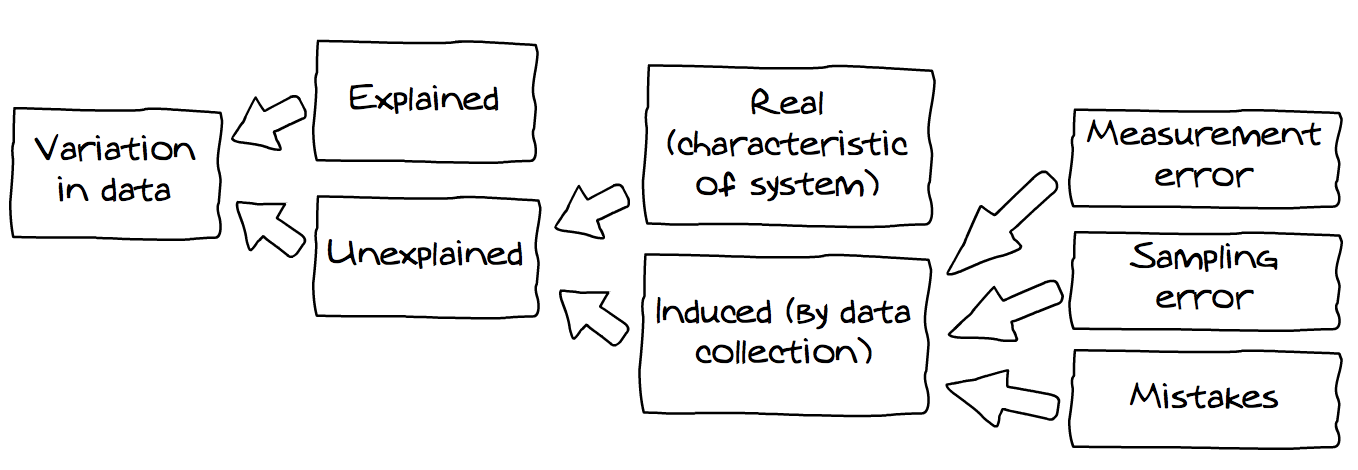 Variation
in data
Explained
Unexplained
Real
(characteristic
of system)
Induced (By data
collection)
Measurement
error
Sampling
error
Mistakes